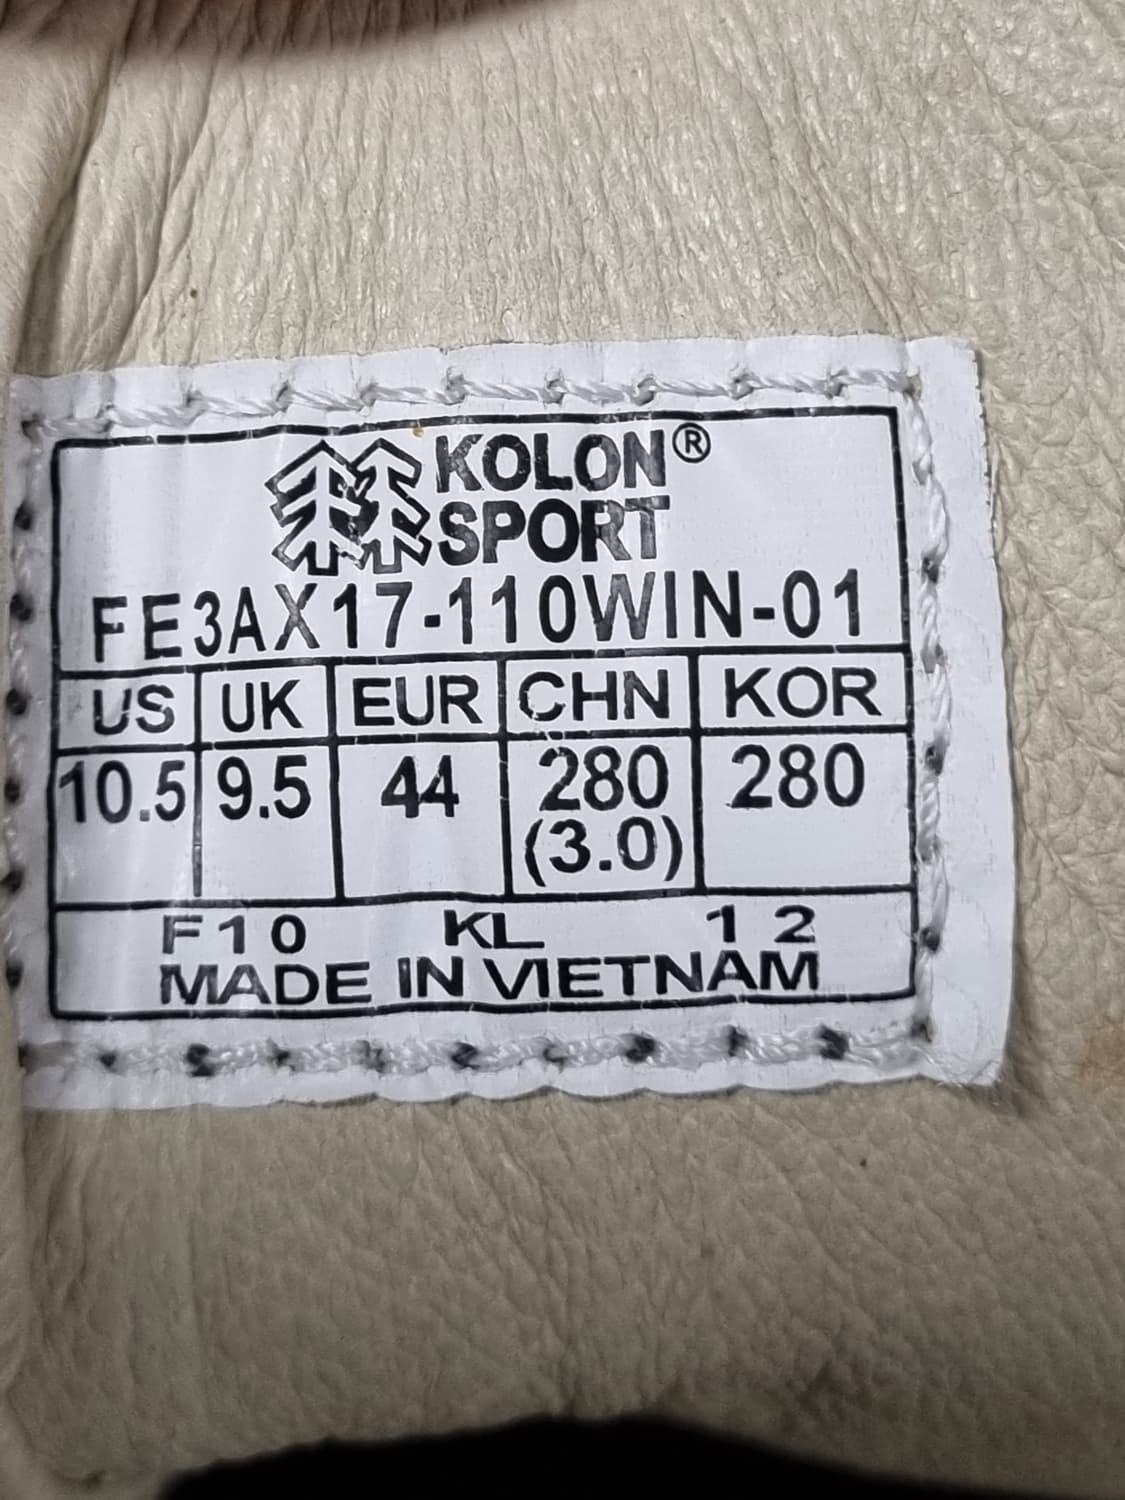 KOLON®
SPORT
FE3AX17-110WIN-01
US UK EUR CHN KOR
10.5 9.5 44 280 280
(3.0)
F10 KL 12
MADE IN VIETNAM